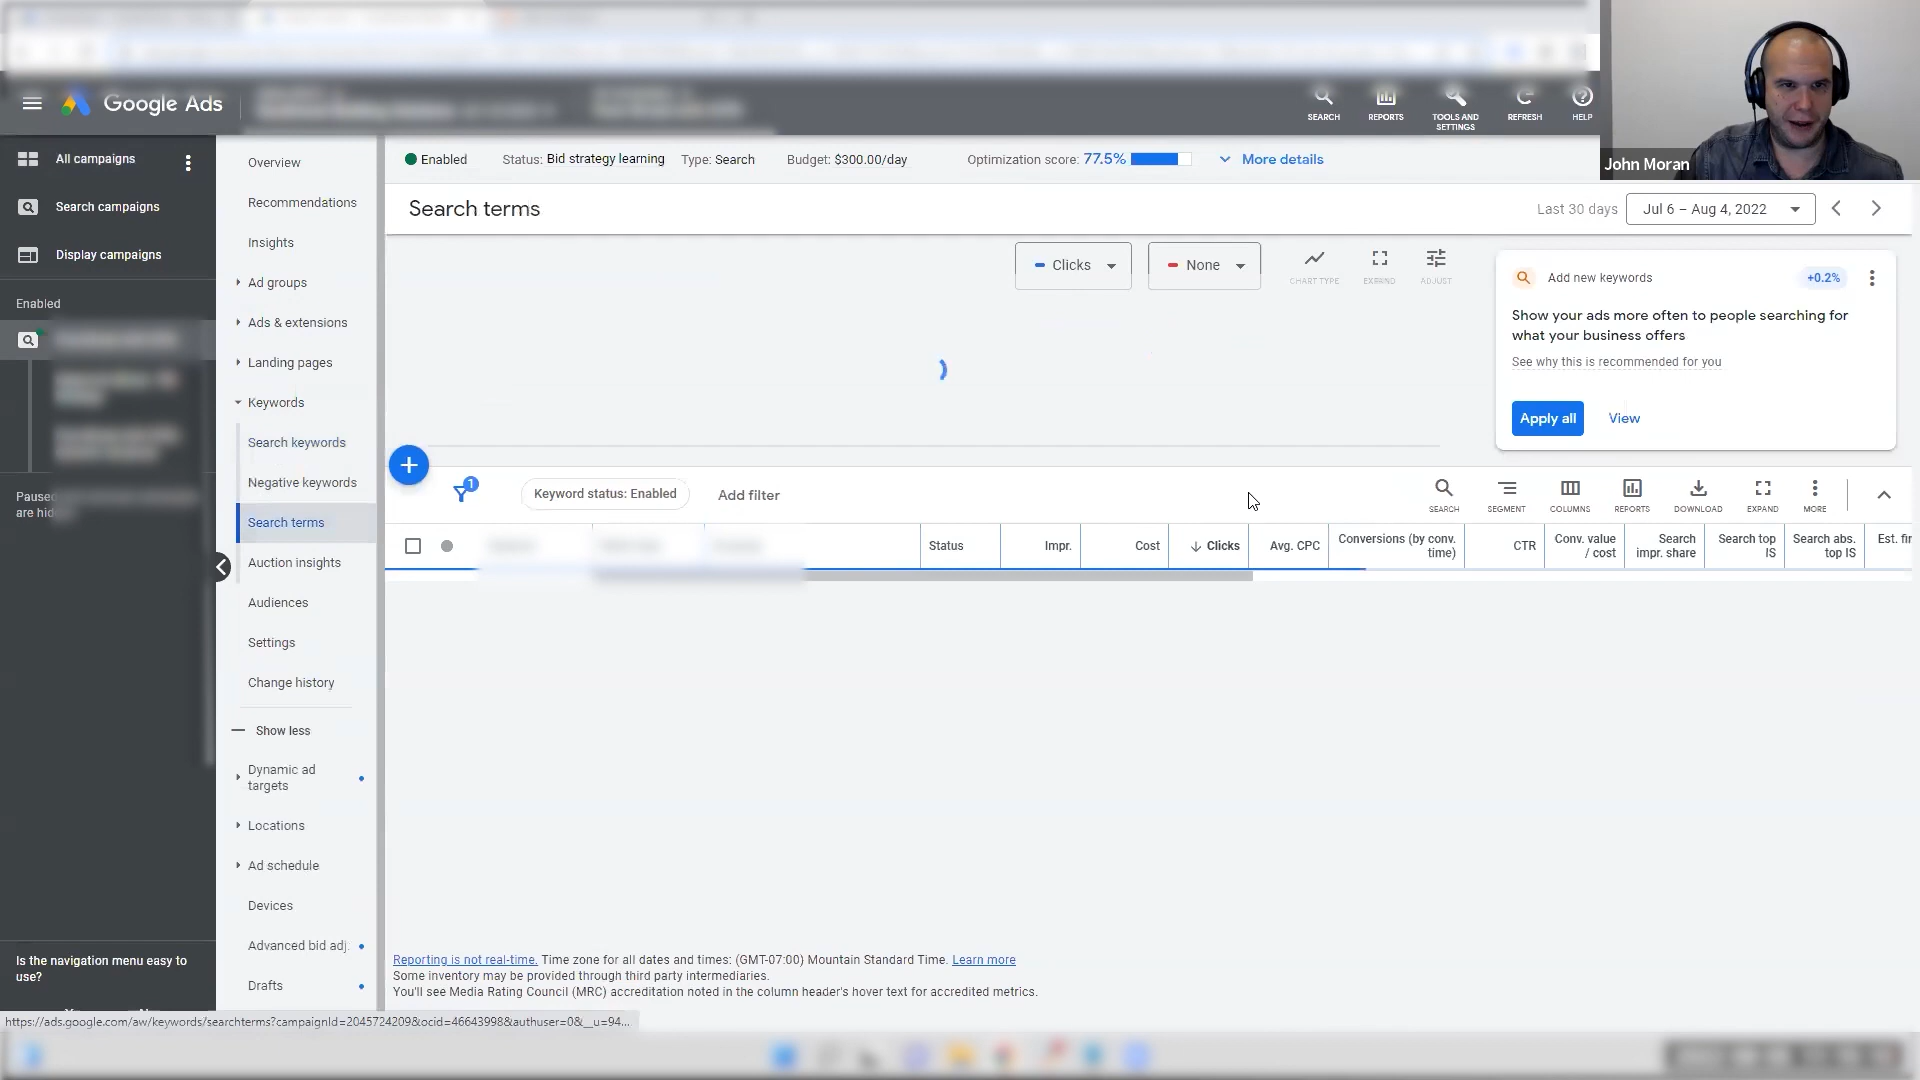 Google Ads
SEARCH
REPORTS
TOOLS AND
SETTINGS
REFRESH
HELP
John Moran
All campaigns
Search campaigns
Display campaigns
Enabled
Paused
are hid
Is the navigation menu easy to
use?
Overview
Recommendations
Insights
Ad groups
Ads & extensions
Landing pages
Keywords
Search keywords
Negative keywords
Search terms
Auction insights
Audiences
Settings
Change history
Show less
Dynamic ad
targets
Locations
Ad schedule
Devices
Advanced bid adj.
Drafts
Enabled
Status: Bid strategy learning
Type: Search
Budget: $300.00/day
Optimization score: 77.5%
More details
Search terms
Last 30 days
Jul 6 – Aug 4, 2022
Clicks
None
CHART TYPE
EXPAND
ADJUST
Add new keywords
+0.2%
Show your ads more often to people searching for
what your business offers
See why this is recommended for you
Apply all
View
1
Keyword status: Enabled
Add filter
SEARCH
SEGMENT
COLUMNS
REPORTS
DOWNLOAD
EXPAND
MORE
Status
Impr.
Cost
Clicks
Avg. CPC
Conversions (by conv.
time)
CTR
Conv. value
/ cost
Search
impr. share
Search top
IS
Search abs.
top IS
Est. fir
Reporting is not real-time. Time zone for all dates and times: (GMT-07:00) Mountain Standard Time. Learn more
Some inventory may be provided through third party intermediaries.
You'll see Media Rating Council (MRC) accreditation noted in the column header's hover text for accredited metrics.
https://ads.google.com/aw/keywords/searchterms?campaignId=2045724209&ocid=46643998&authuser=0&__u=94...